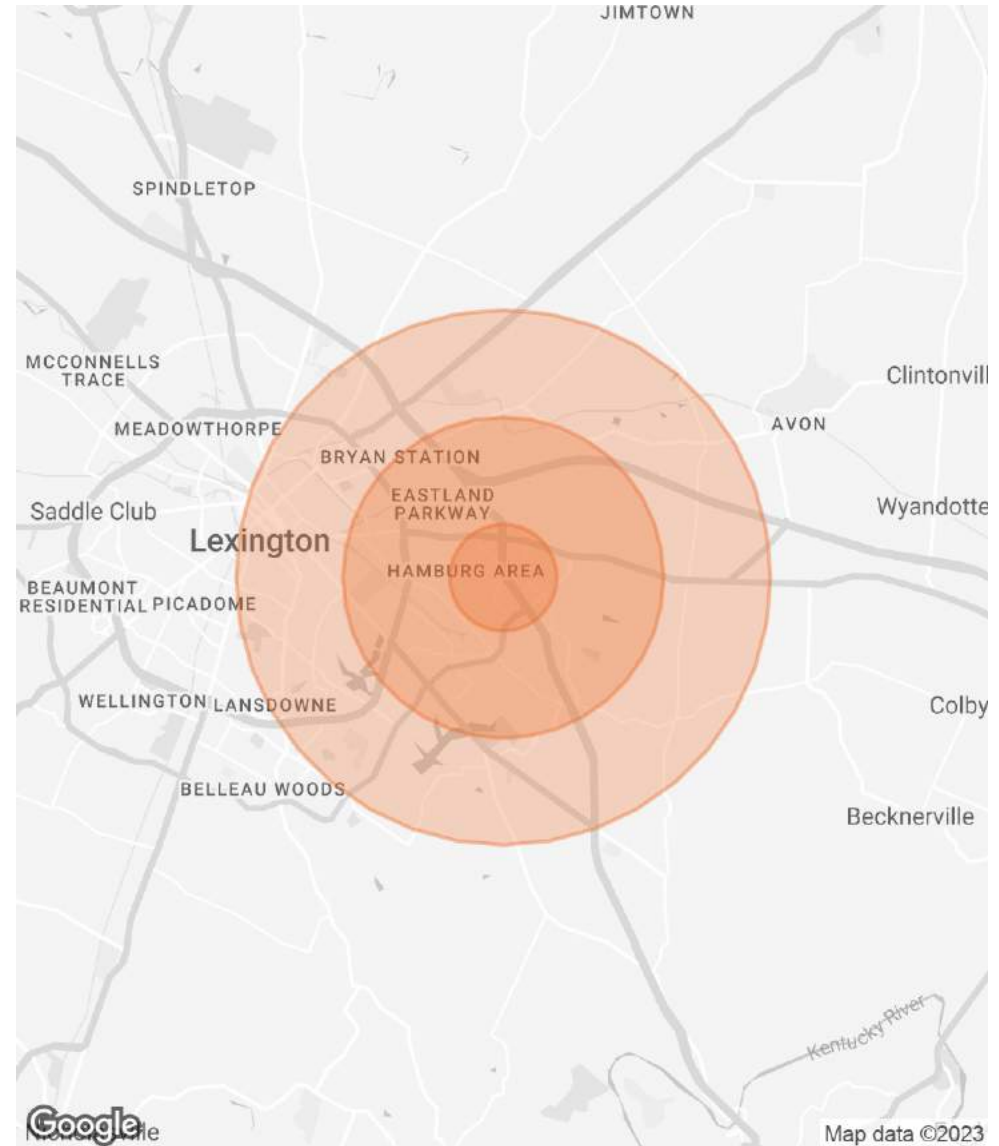 JIMTOWN
SPINDLETOP
MCCONNELLS
TRACE
Clintonvill
MEADOWTHORPE
AVON
BRYAN STATION
EASTLAND
PARKWAY
Saddle Club
Wyandotte
Lexington
HAMBURG AREA
BEAUMONT
RESIDENTIAL
PICADOME
WELLINGTON
LANSDOWNE
Colby
BELLEAU WOODS
Becknerville
Kentucky River
Google
Map data ©2023